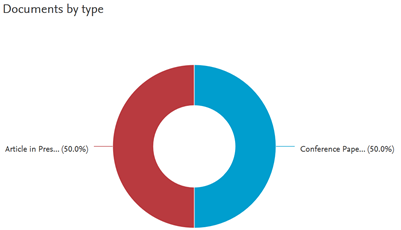 Documents by type
Article in Pres... (50.0%)
Conference Pape... (50.0%)